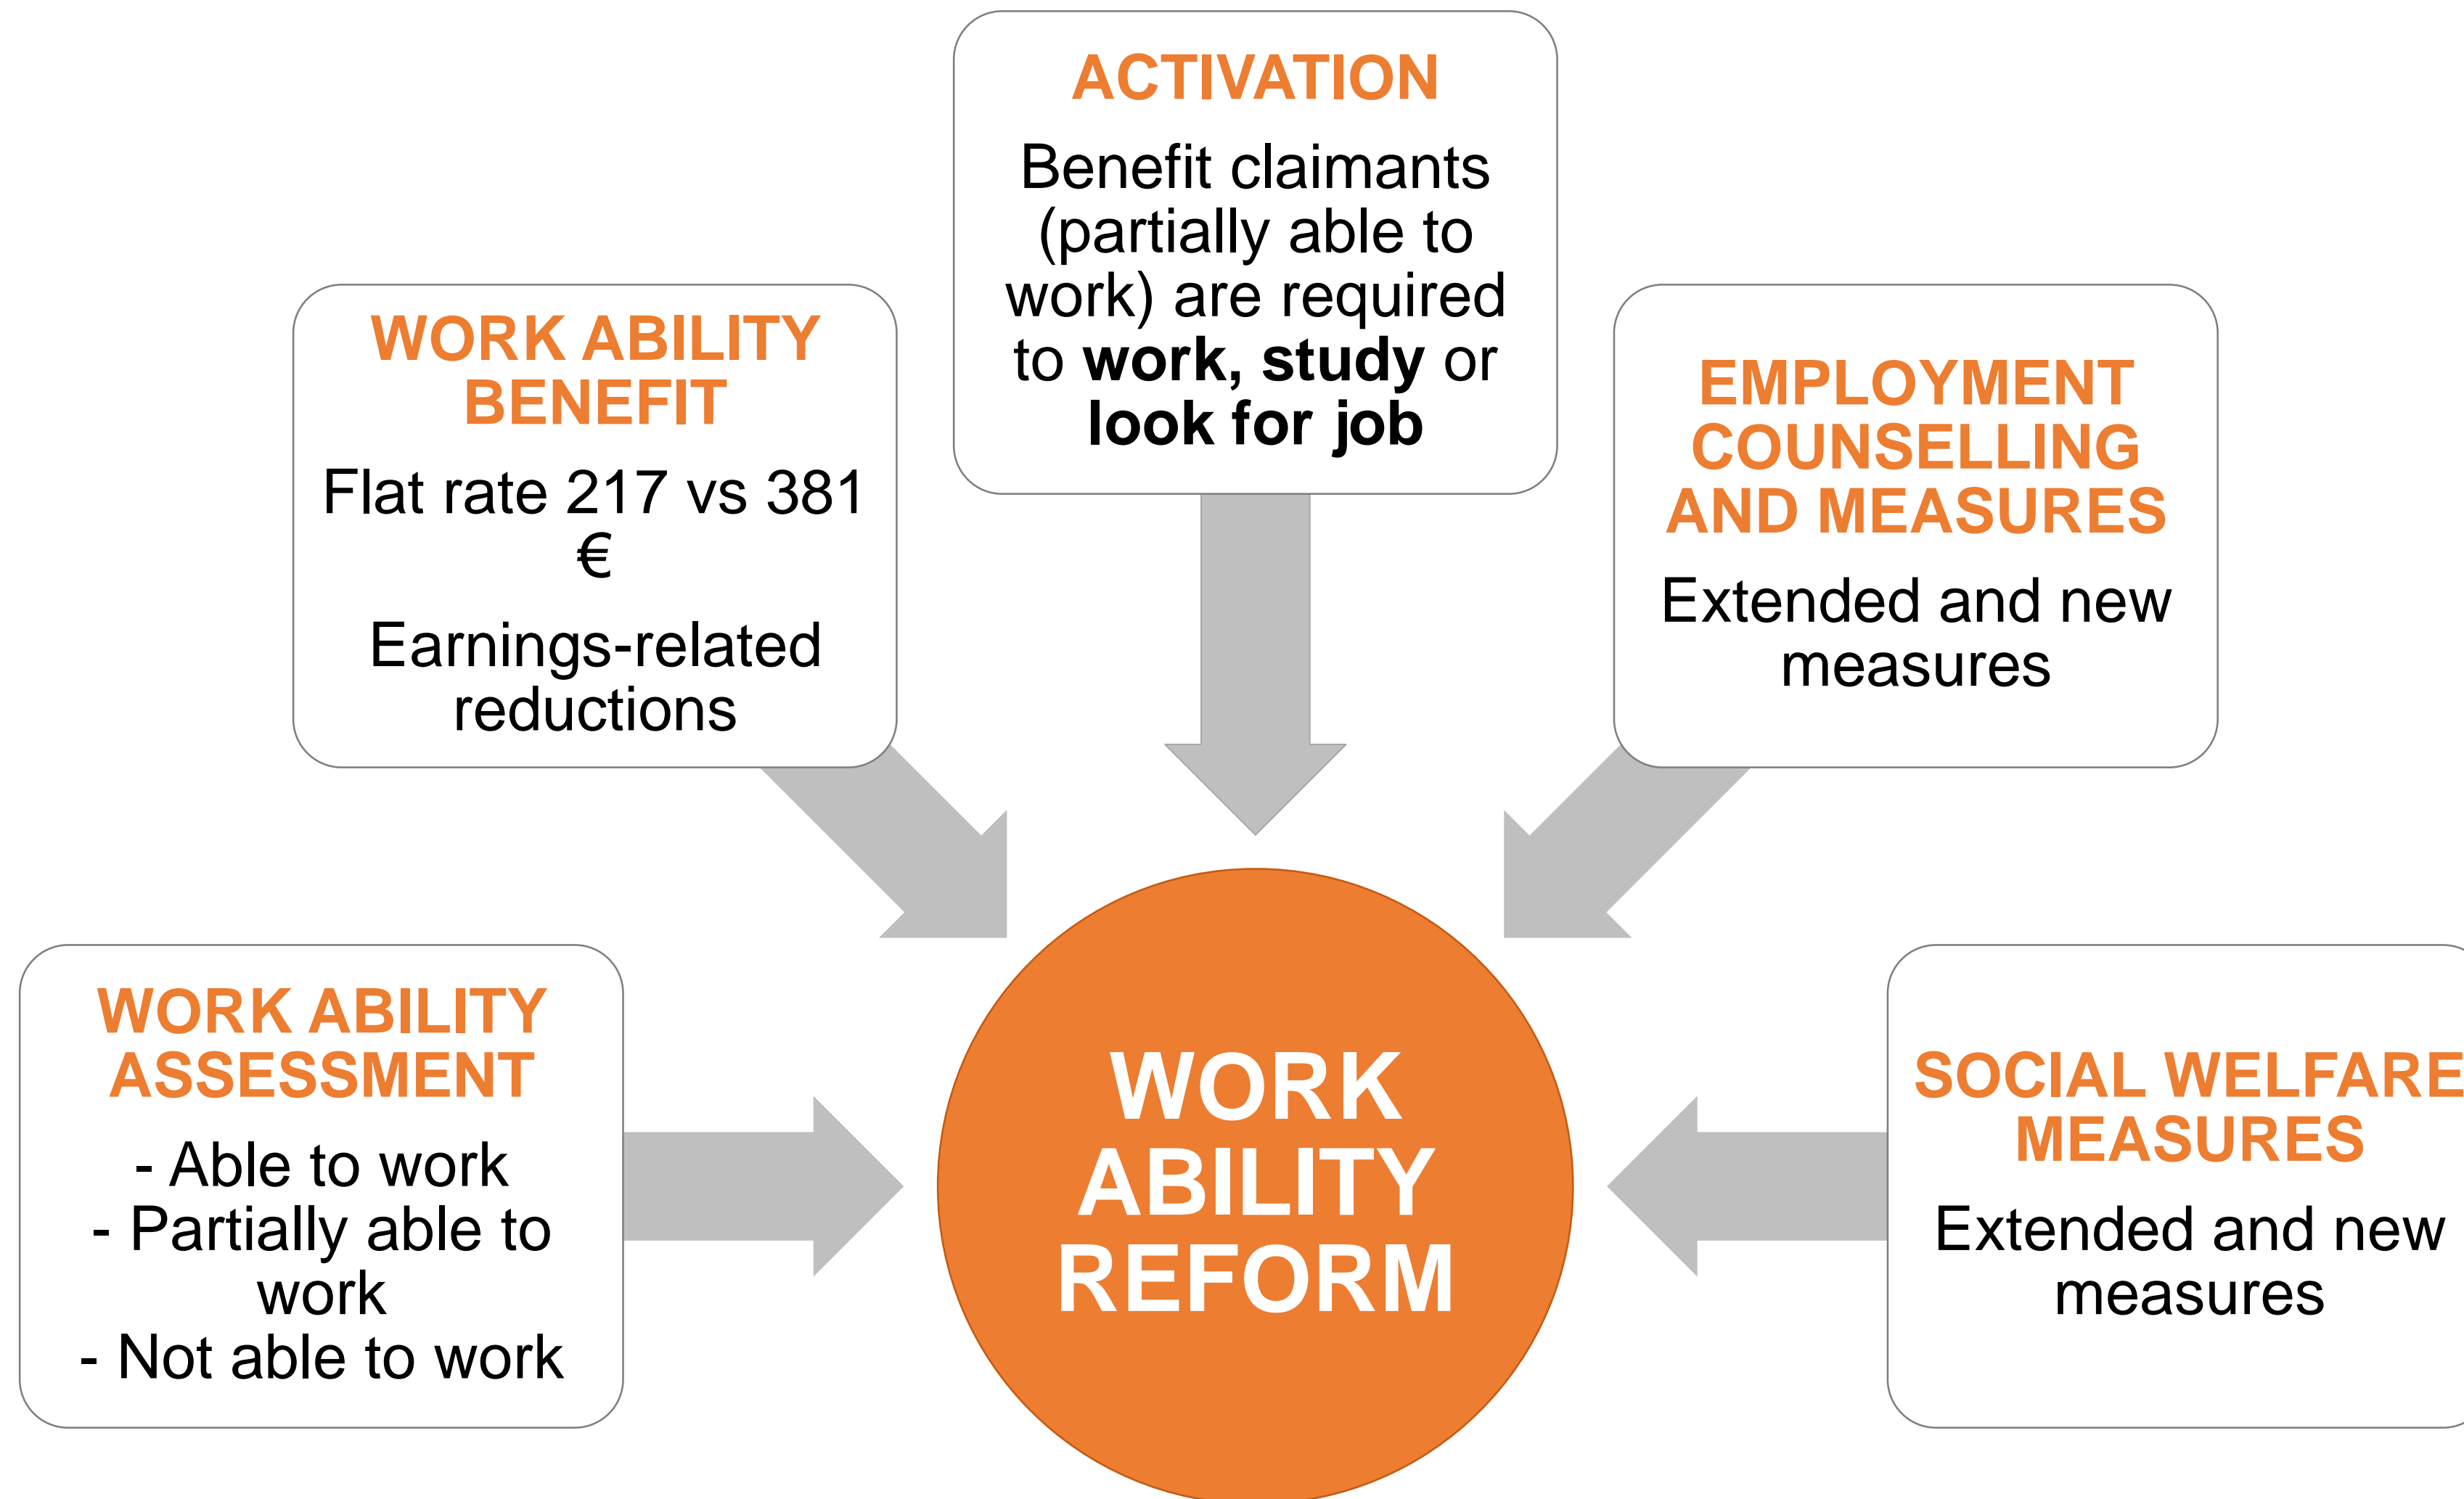 ACTIVATION
Benefit claimants
(partially able to
work) are required
to work, study or
look for job
WORK ABILITY
BENEFIT
Flat rate 217 vs 381
€
Earnings-related
reductions
EMPLOYMENT
COUNSELLING
AND MEASURES
Extended and new
measures
WORK ABILITY
ASSESSMENT
- Able to work
- Partially able to
work
- Not able to work
WORK
ABILITY
REFORM
SOCIAL WELFARE
MEASURES
Extended and new
measures